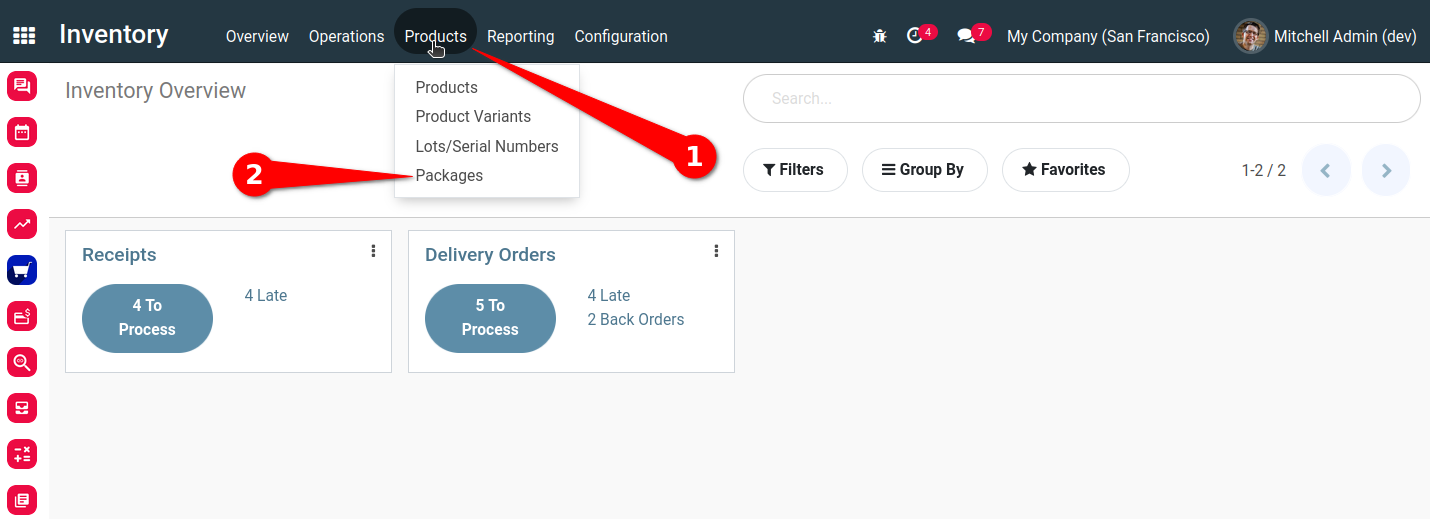 Inventory
Overview
Operations
Products
Reporting
Configuration
4
7
My Company (San Francisco)
Mitchell Admin (dev)
Inventory Overview
Products
Product Variants
Lots/Serial Numbers
Packages
1
2
Search...
Filters
Group By
Favorites
1-2 / 2
Receipts
4 To
Process
4 Late
Delivery Orders
5 To
Process
4 Late
2 Back Orders